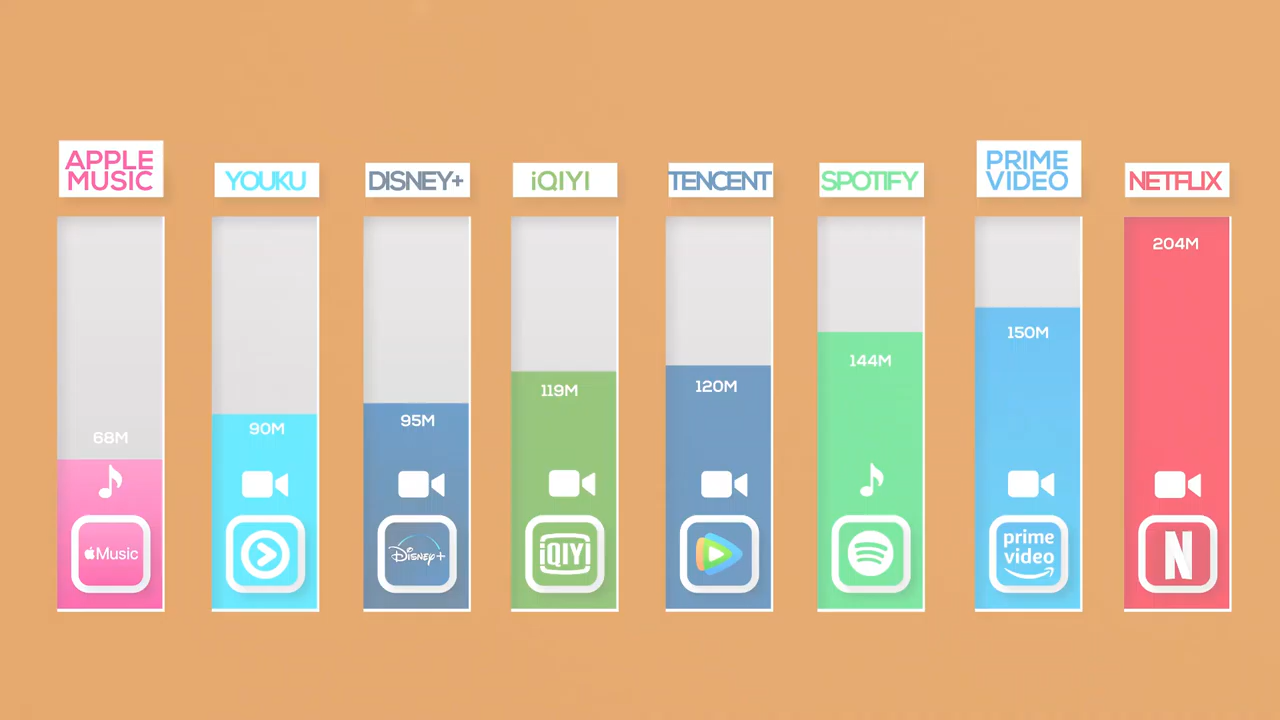 APPLE
MUSIC
YOUKU
DISNEY+
iQIYI
TENCENT
SPOTIFY
PRIME
VIDEO
NETFLIX
68M
90M
95M
119M
120M
144M
150M
204M
Music
Disney+
iQIYI
prime
video
N